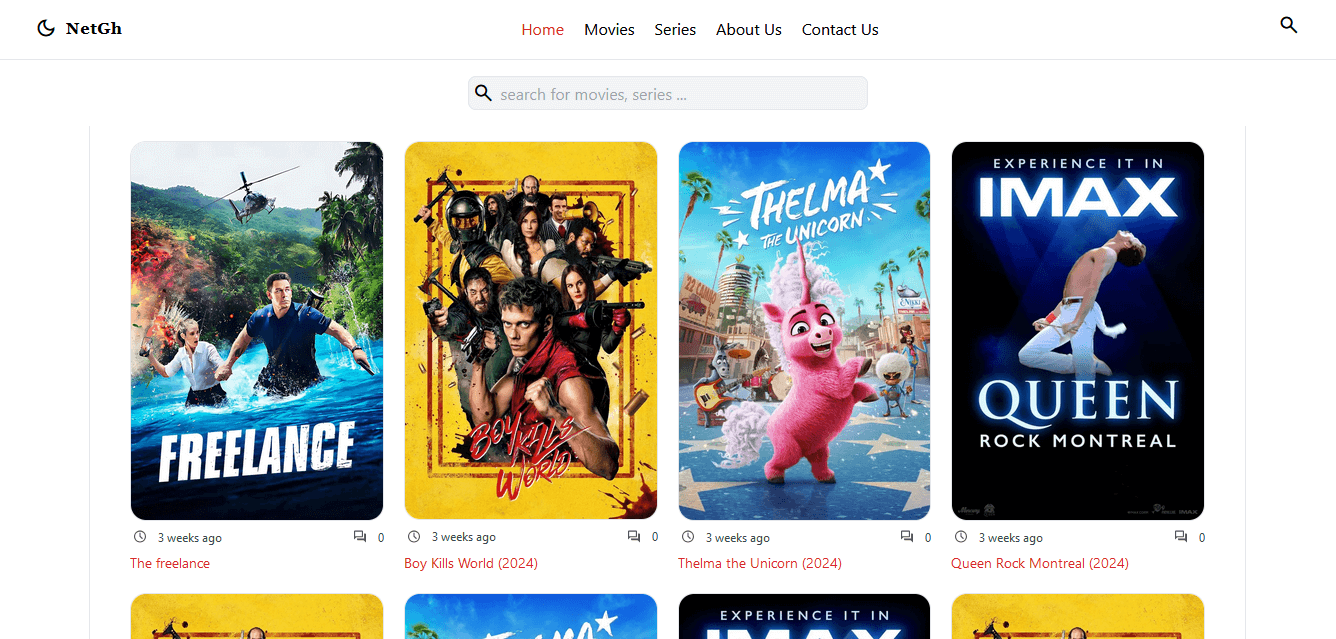 NetGh
Home Movies Series About Us Contact Us
search for movies, series ...
FREELANCE
BOY KILLS
WORLD
THELMA
THE UNICORN
EXPERIENCE IT IN
IMAX
QUEEN
ROCK MONTREAL
3 weeks ago 0
The freelance
3 weeks ago 0
Boy Kills World (2024)
3 weeks ago 0
Thelma the Unicorn (2024)
3 weeks ago 0
Queen Rock Montreal (2024)
EXPERIENCE IT IN